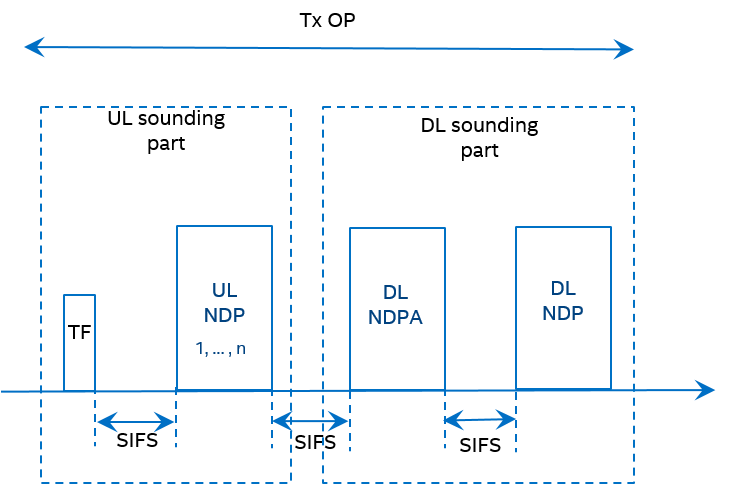 Tx OP
UL sounding
part
DL sounding
part
TF
UL
NDP
1, ... , n
DL
NDPA
DL
NDP
SIFS
SIFS
SIFS